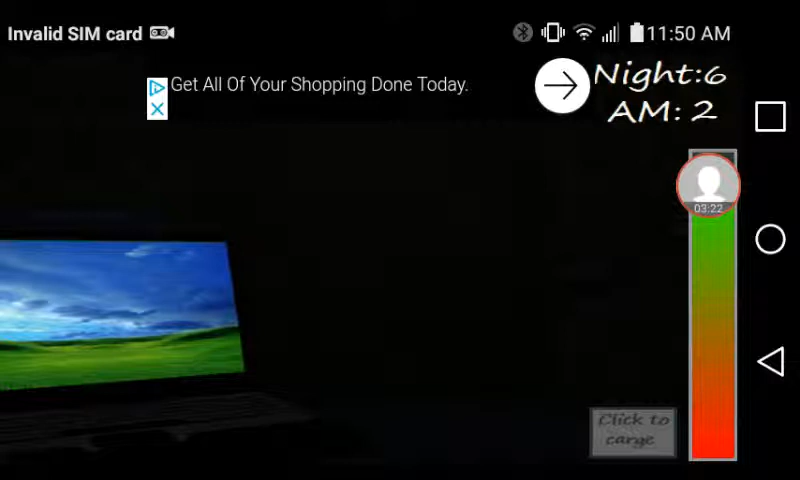 Invalid SIM card
11:50 AM
Get All Of Your Shopping Done Today.
Night:6
AM: 2
03:22
Click to
carge